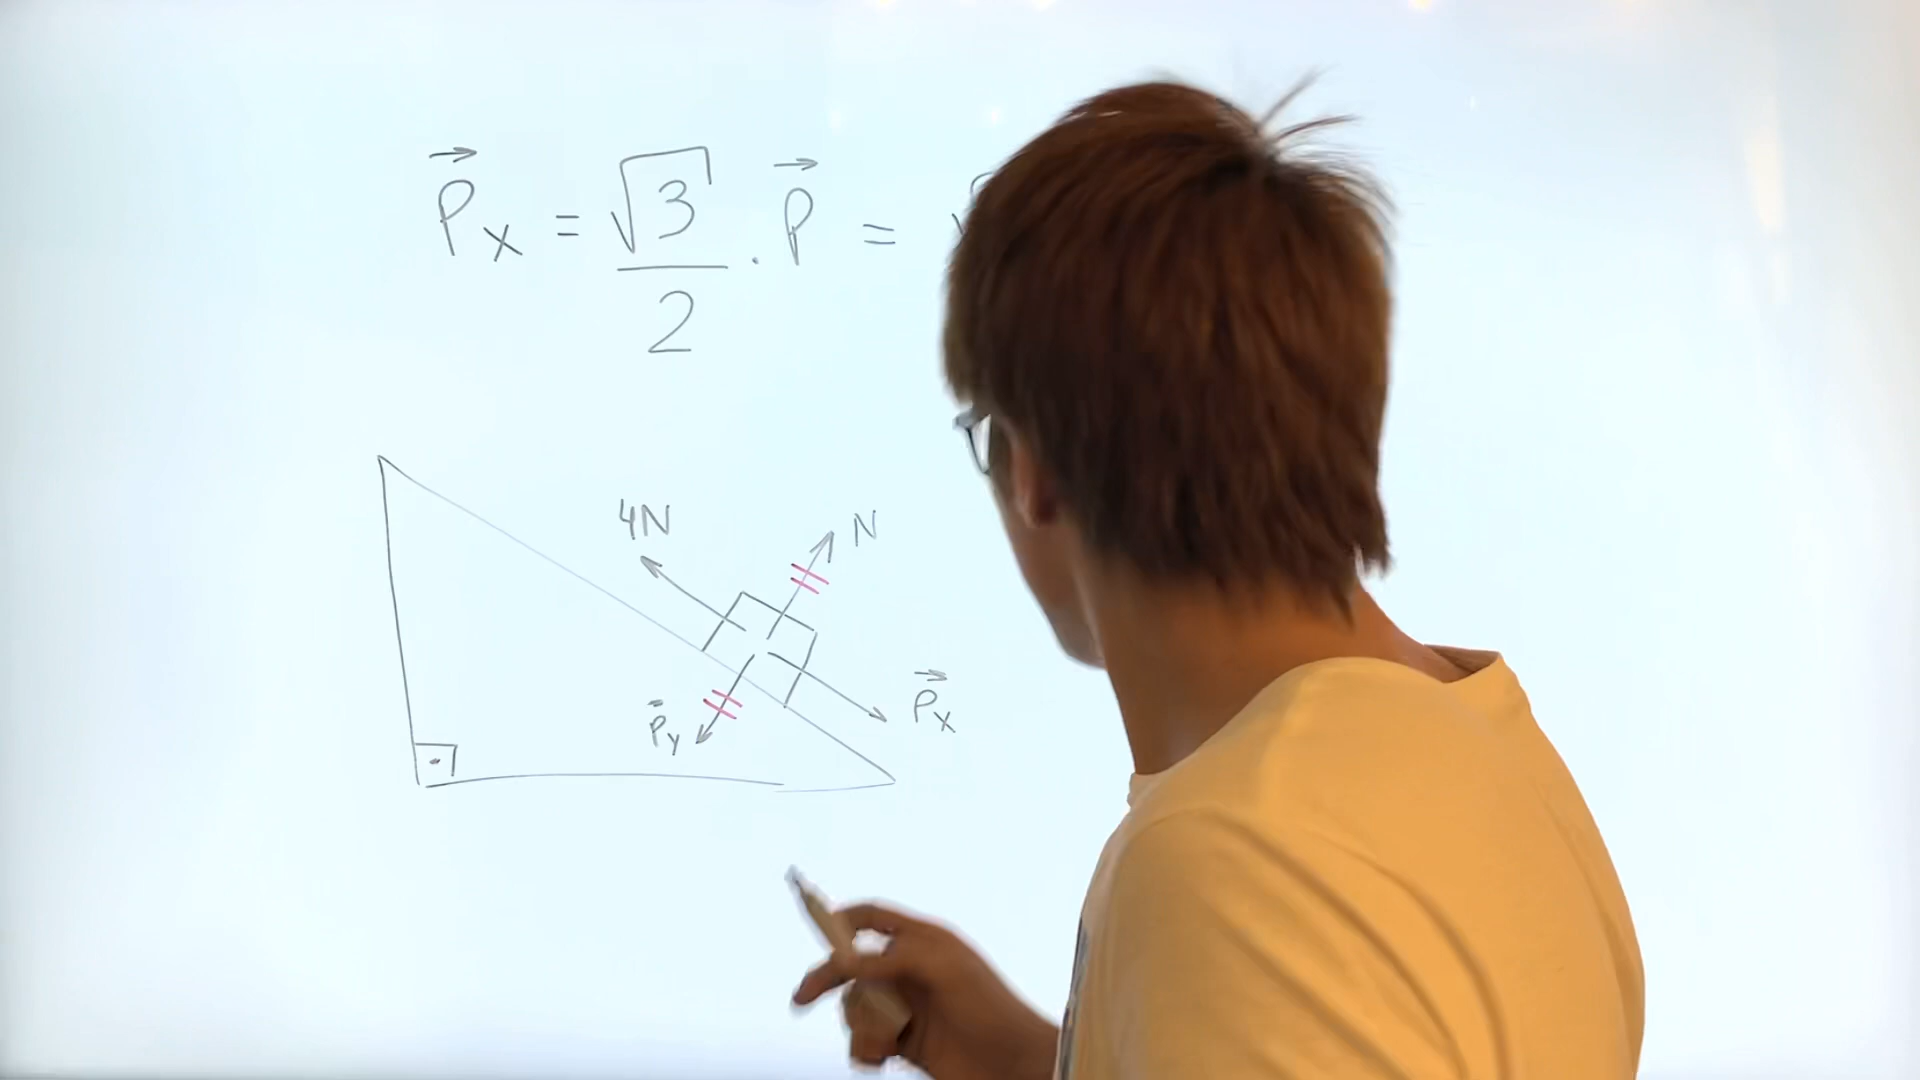 P⃗x = √3/2 . P⃗ =
4N
N
P⃗x
P⃗y